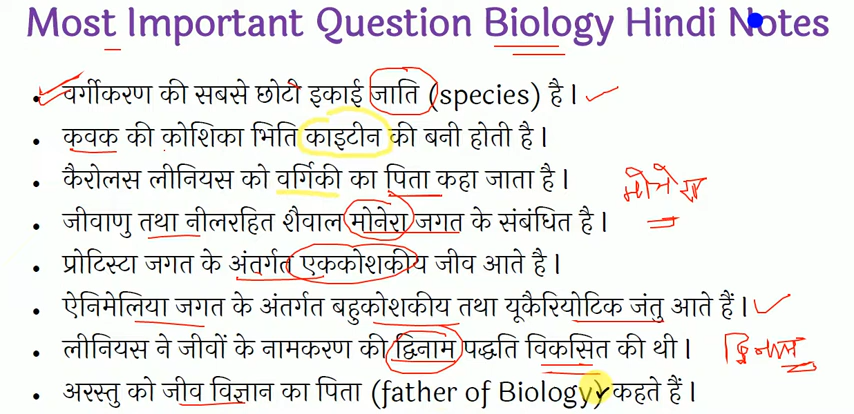 Most Important Question Biology Hindi Notes
• वर्गीकरण की सबसे छोटी इकाई जाति (species) है।
• कवक की कोशिका भिति काइटीन की बनी होती है।
• कैरोलस लीनियस को वर्गिकी का पिता कहा जाता है।
मोनेरा
• जीवाणु तथा नीलरहित शैवाल मोनेरा जगत के संबंधित है।
• प्रोटिस्टा जगत के अंतर्गत एककोशकीय जीव आते है।
• ऐनिमेलिया जगत के अंतर्गत बहुकोशकीय तथा यूकैरियोटिक जंतु आते हैं।
• लीनियस ने जीवों के नामकरण की द्विनाम पद्धति विकसित की थी।
द्विनाम
• अरस्तु को जीव विज्ञान का पिता (father of Biology) कहते हैं।